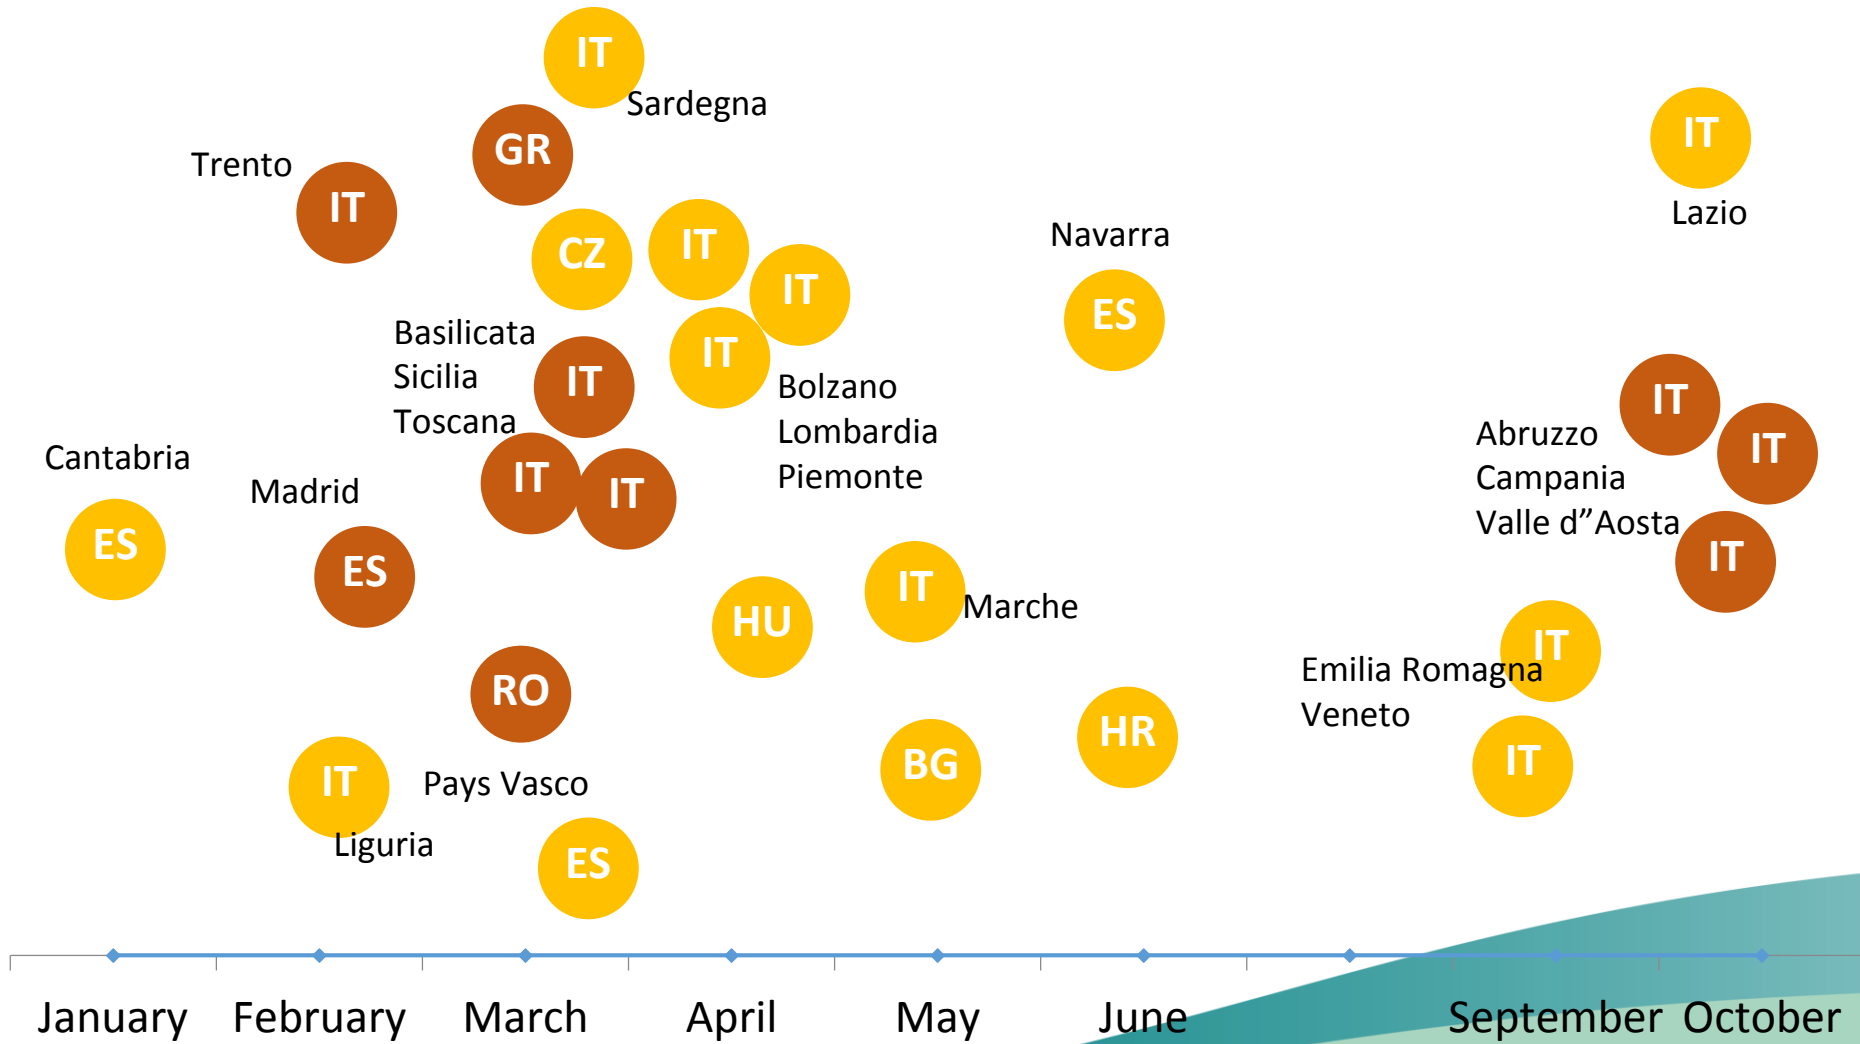 IT
Sardegna
GR
IT
Trento
IT
Lazio
CZ
IT
IT
IT
Navarra
ES
Basilicata
Sicilia
Toscana
IT
IT
IT
Bolzano
Lombardia
Piemonte
IT
IT
IT
Abruzzo
Campania
Valle d”Aosta
Cantabria
ES
Madrid
ES
HU
IT
Marche
RO
IT
Emilia Romagna
Veneto
IT
BG
HR
IT
Liguria
Pays Vasco
ES
January February March April May June September October